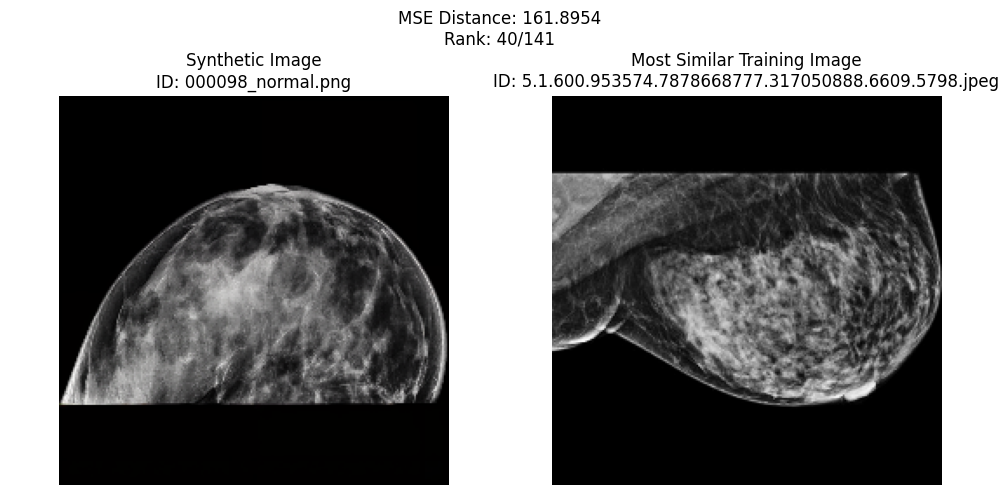 MSE Distance: 161.8954
Rank: 40/141
Synthetic Image
ID: 000098_normal.png
Most Similar Training Image
ID: 5.1.600.953574.7878668777.317050888.6609.5798.jpeg